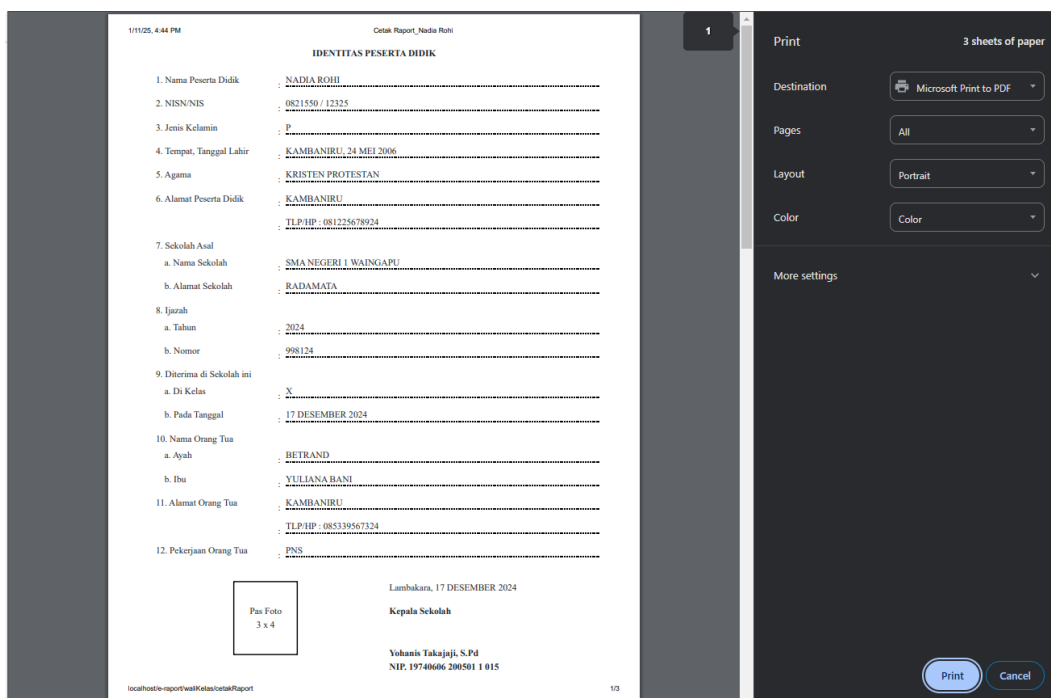 1/11/25, 4:44 PM Cetak Raport_Nadia Rohi
IDENTITAS PESERTA DIDIK
1. Nama Peserta Didik : NADIA ROHI
2. NISN/NIS : 0821550 / 12325
3. Jenis Kelamin : P
4. Tempat, Tanggal Lahir : KAMBANIRU, 24 MEI 2006
5. Agama : KRISTEN PROTESTAN
6. Alamat Peserta Didik : KAMBANIRU
: TLP/HP : 081225678924
7. Sekolah Asal
a. Nama Sekolah : SMA NEGERI 1 WAINGAPU
b. Alamat Sekolah : RADAMATA
8. Ijazah
a. Tahun : 2024
b. Nomor : 998124
9. Diterima di Sekolah ini
a. Di Kelas : X
b. Pada Tanggal : 17 DESEMBER 2024
10. Nama Orang Tua
a. Ayah : BETRAND
b. Ibu : YULIANA BANI
11. Alamat Orang Tua : KAMBANIRU
: TLP/HP : 085339567324
12. Pekerjaan Orang Tua : PNS
Pas Foto
3 x 4
Lambakara, 17 DESEMBER 2024
Kepala Sekolah
Yohanis Takajaji, S.Pd
NIP. 19740606 200501 1 015
localhost/e-raport/waliKelas/cetakRaport 1/3
1
Print 3 sheets of paper
Destination Microsoft Print to PDF
Pages All
Layout Portrait
Color Color
More settings
Print Cancel